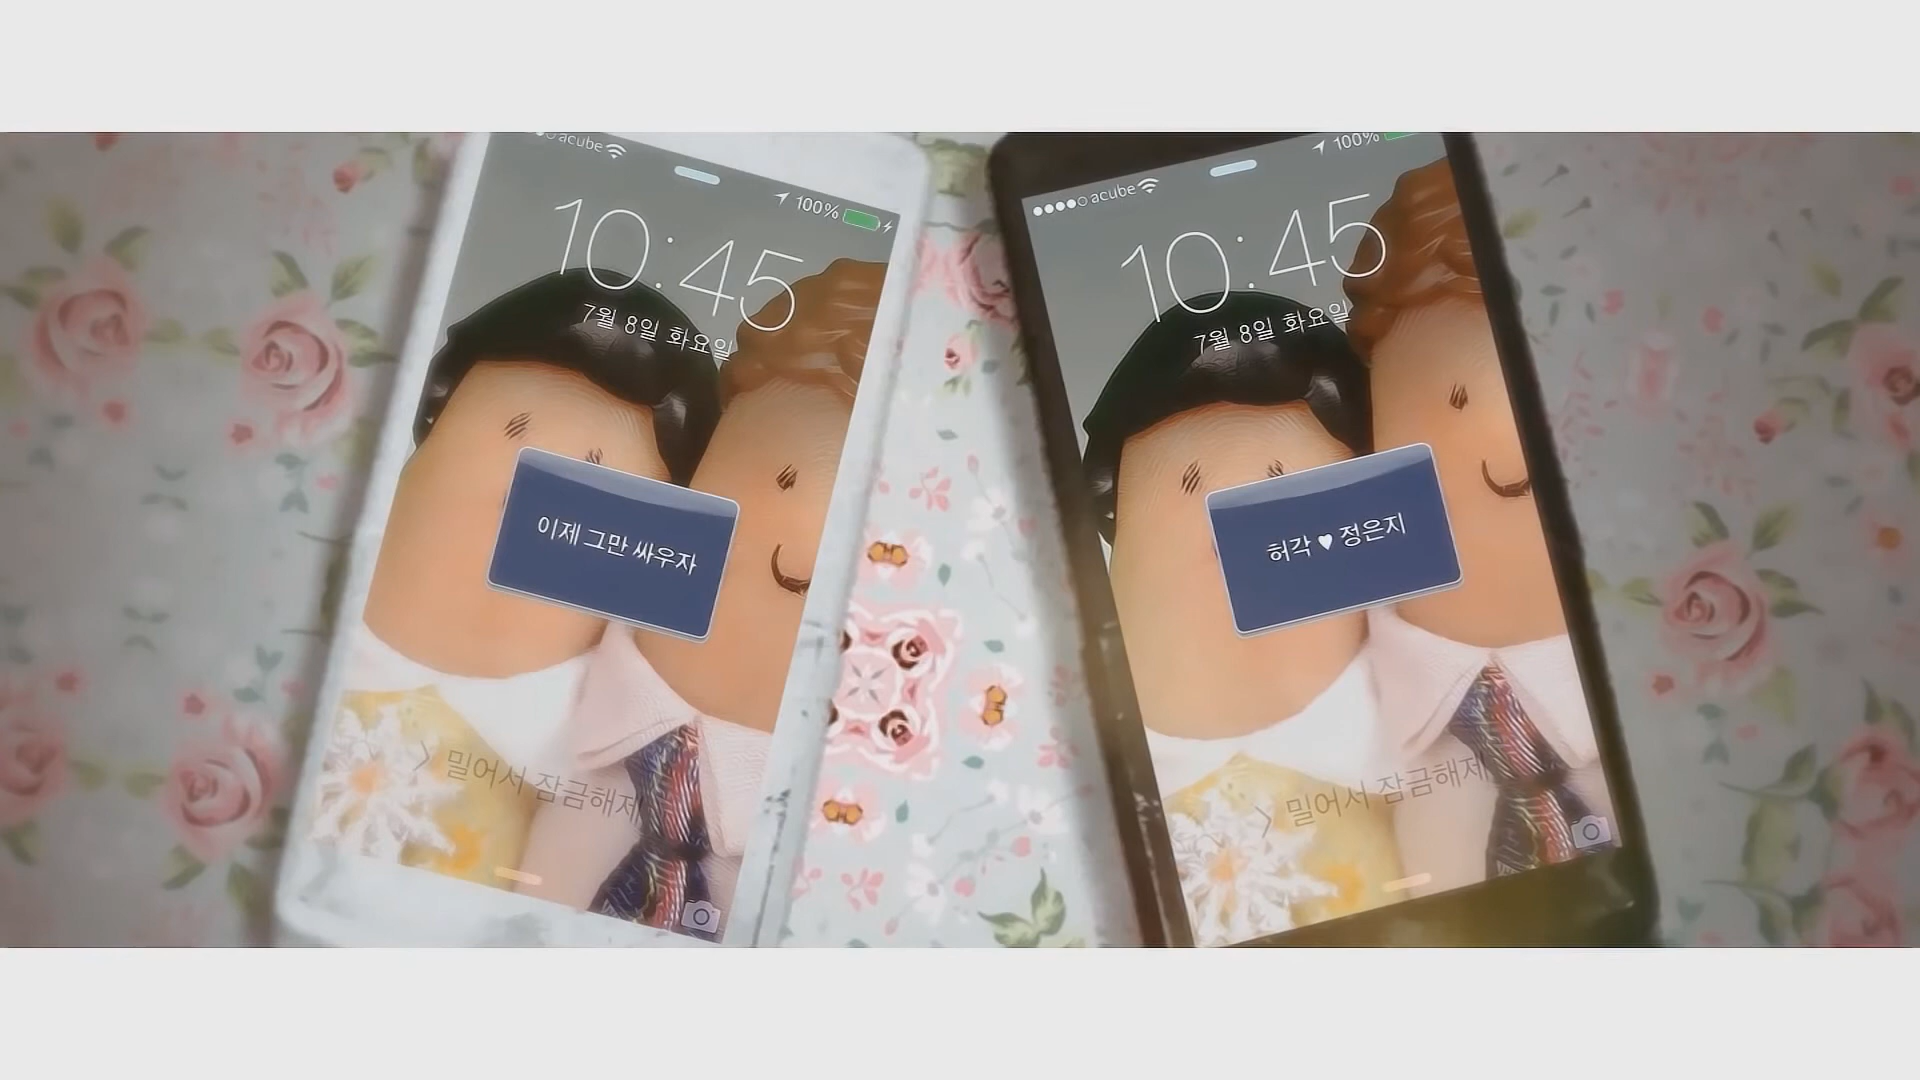 acube
100%
10:45
7월 8일 화요일
이제 그만 싸우자
밀어서 잠금해제
acube
100%
10:45
7월 8일 화요일
허각 ♥ 정은지
밀어서 잠금해제